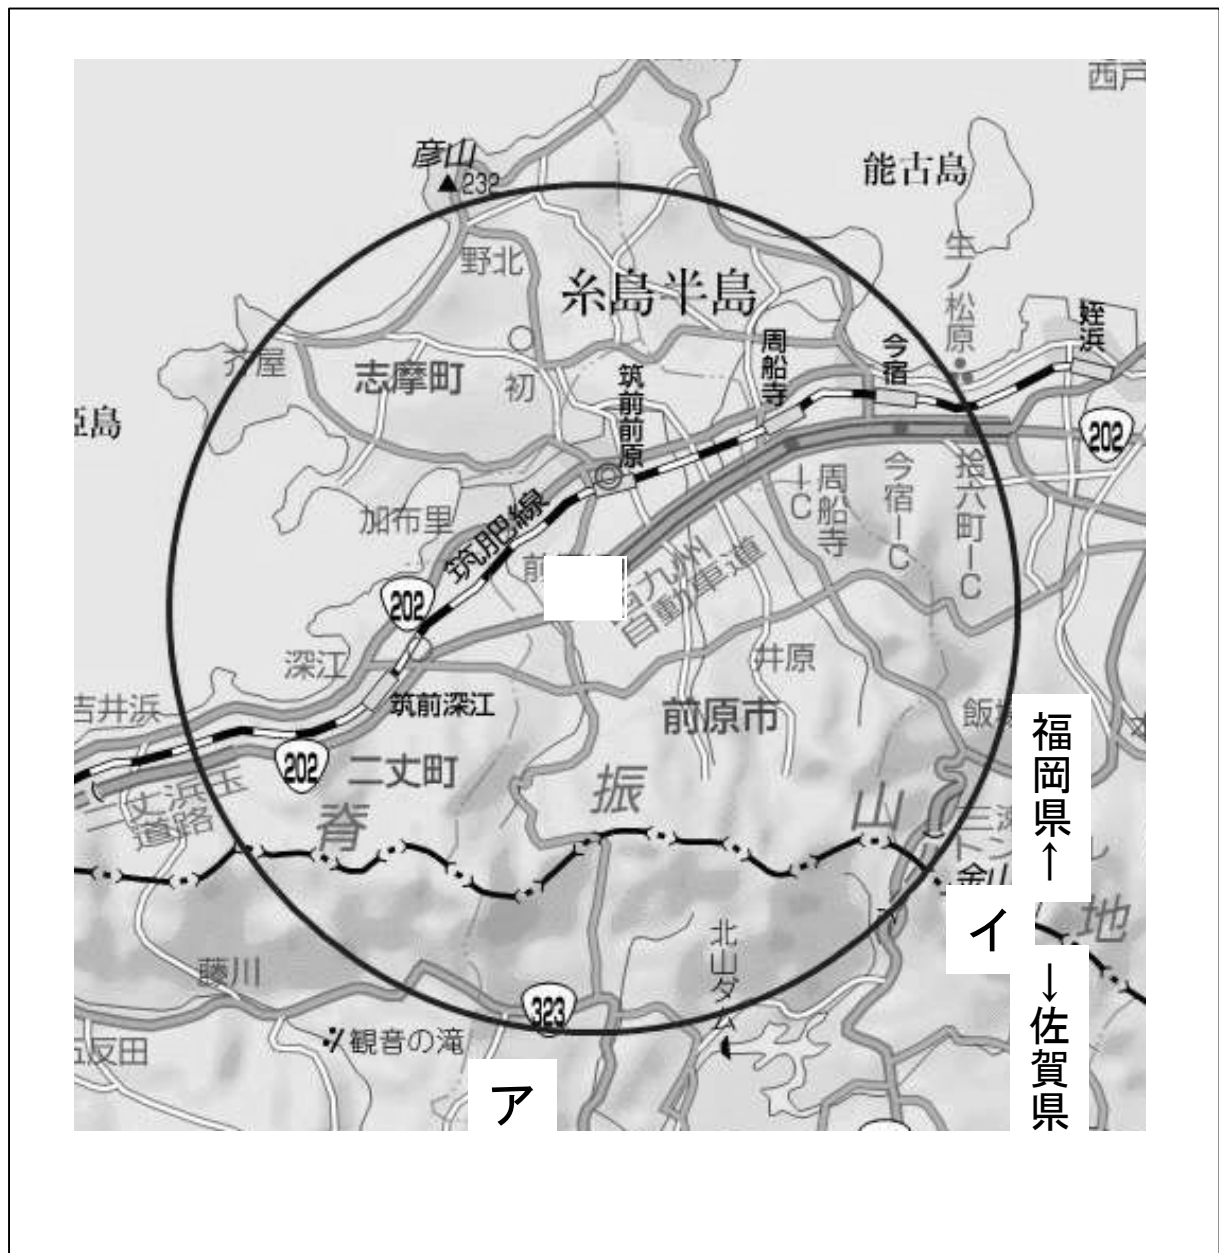 西戸
彦山
232
能古島
野北
生ノ松原
糸島半島
姪浜
周船寺
今宿
芥屋
志摩町
初
筑前前原
202
加布里
筑肥線
周船寺IC
今宿IC
拾六町IC
前
九州
自動車道
202
深江
井原
吉井浜
筑前深江
前原市
飯
福岡県↑
202
二丈町
浜玉
道路
脊
振
山
地
金山
イ
北山ダム
藤川
↓佐賀県
323
観音の滝
反田
ア